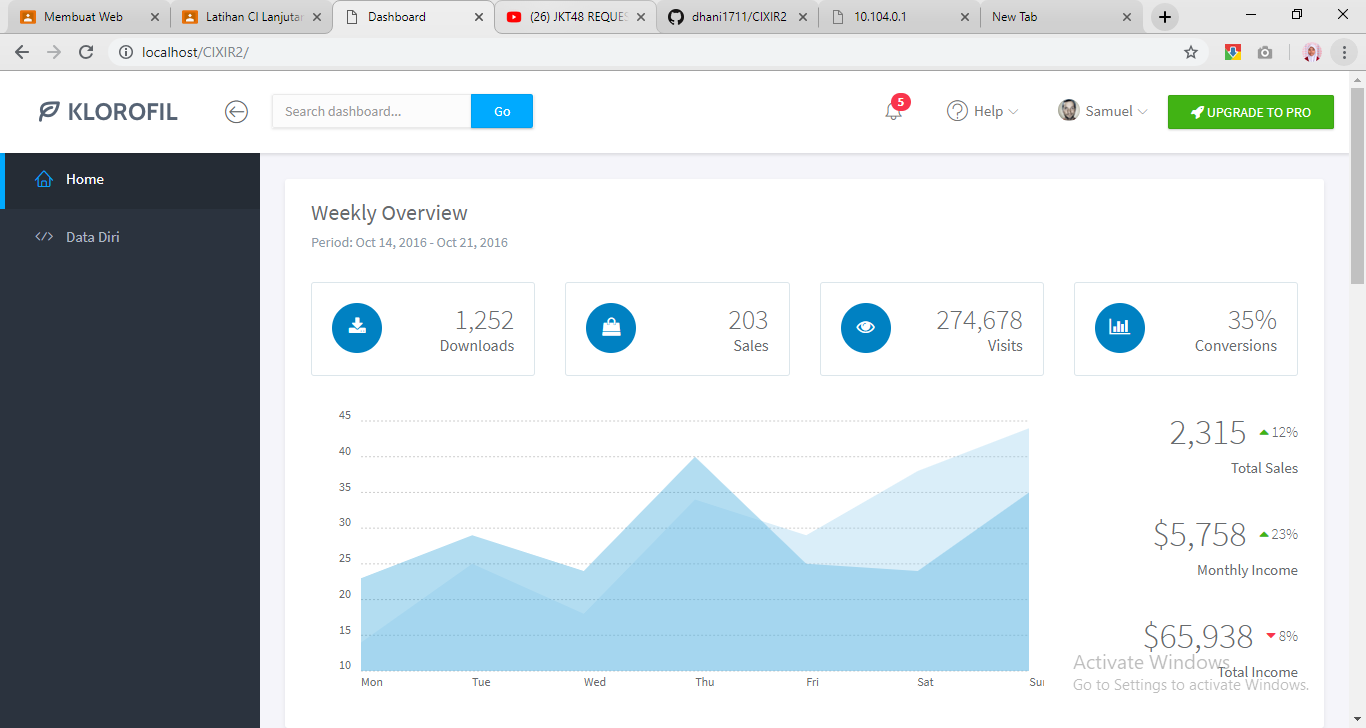 Membuat Web
Latihan CI Lanjutan
Dashboard
(26) JKT48 REQUES
dhani1711/CIXIR2
10.104.0.1
New Tab
localhost/CIXIR2/
KLOROFIL
Search dashboard...
Go
5
Help
Samuel
UPGRADE TO PRO
Home
Data Diri
Weekly Overview
Period: Oct 14, 2016 - Oct 21, 2016
1,252
Downloads
203
Sales
274,678
Visits
35%
Conversions
45
40
35
30
25
20
15
10
Mon Tue Wed Thu Fri Sat Sun
2,315 12%
Total Sales
$5,758 23%
Monthly Income
$65,938 8%
Total Income
Activate Windows
Go to Settings to activate Windows.